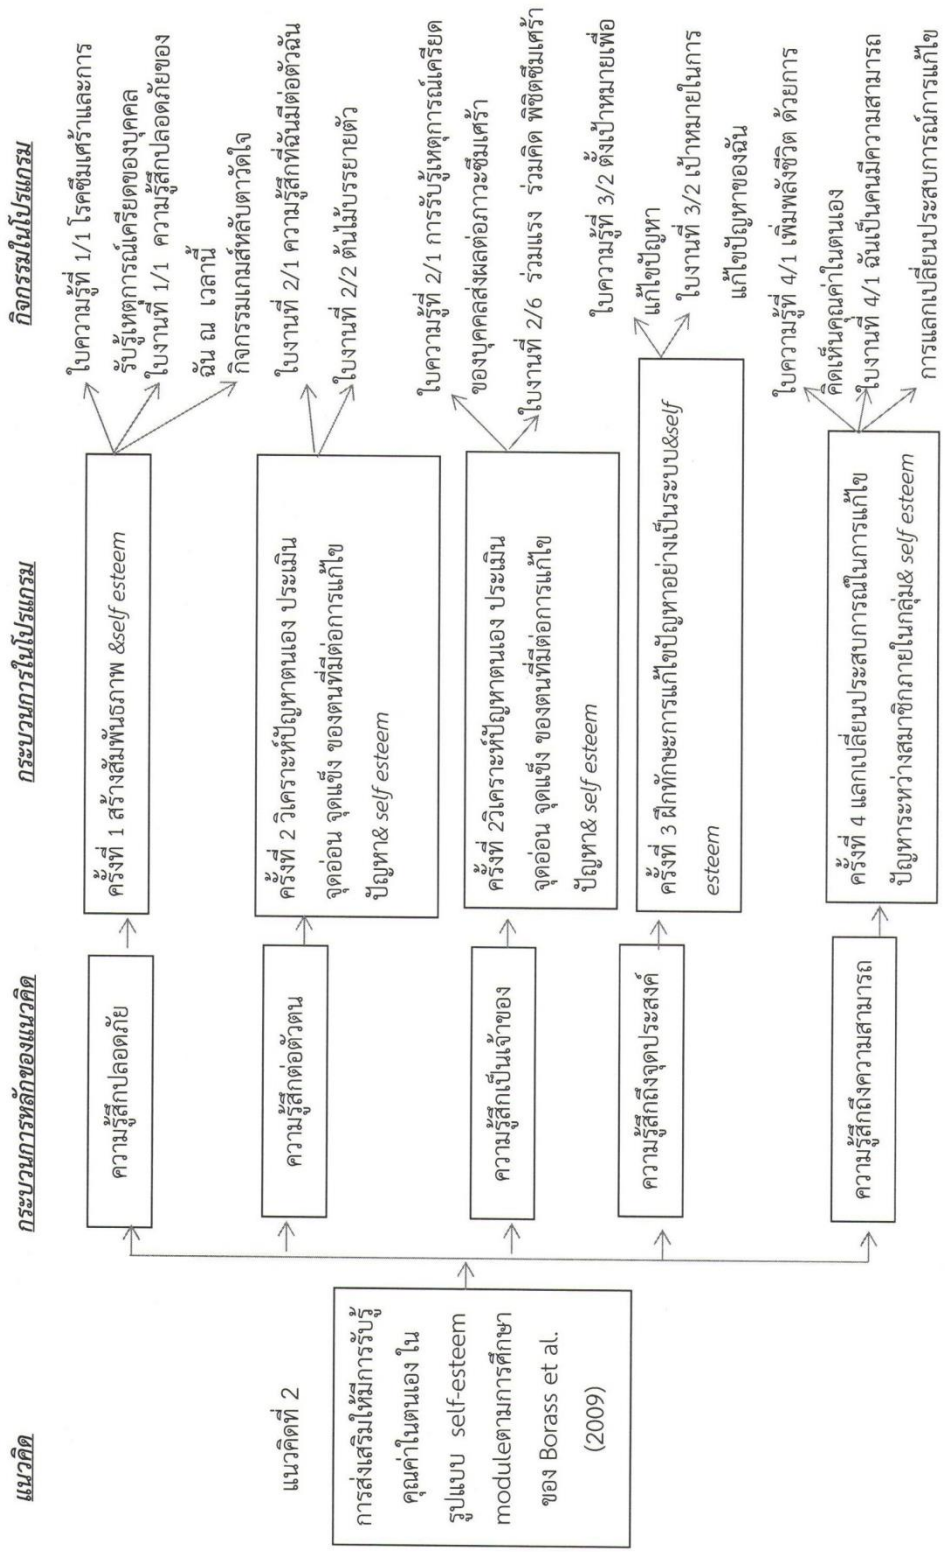 แนวคิด
กระบวนการหลักของแนวคิด
กระบวนการในโปรแกรม
กิจกรรมในโปรแกรม
แนวคิดที่ 2
การส่งเสริมให้มีการรับรู้
คุณค่าในตนเอง ใน
รูปแบบ self-esteem
moduleตามการศึกษา
ของ Borass et al.
(2009)
ความรู้สึกปลอดภัย
ครั้งที่ 1 สร้างสัมพันธภาพ &self esteem
ใบความรู้ที่ 1/1 โรคซึมเศร้าและการ
รับรู้เหตุการณ์เครียดของบุคคล
ใบงานที่ 1/1 ความรู้สึกปลอดภัยของ
ฉัน ณ เวลานี้
กิจกรรมเกมส์หลับตาวัดใจ
ความรู้สึกต่อตัวตน
ครั้งที่ 2 วิเคราะห์ปัญหาตนเอง ประเมิน
จุดอ่อน จุดแข็ง ของตนที่มีต่อการแก้ไข
ปัญหา& self esteem
ใบงานที่ 2/1 ความรู้สึกที่ฉันมีต่อตัวฉัน
ใบงานที่ 2/2 ต้นไม้บรรยายตัว
ความรู้สึกเป็นเจ้าของ
ครั้งที่ 2วิเคราะห์ปัญหาตนเอง ประเมิน
จุดอ่อน จุดแข็ง ของตนที่มีต่อการแก้ไข
ปัญหา& self esteem
ใบความรู้ที่ 2/1 การรับรู้เหตุการณ์เครียด
ของบุคคลส่งผลต่อภาวะซึมเศร้า
ใบงานที่ 2/6 ร่วมแรง ร่วมคิด พิชิตซึมเศร้า
ความรู้สึกถึงจุดประสงค์
ครั้งที่ 3 ฝึกทักษะการแก้ไขปัญหาอย่างเป็นระบบ&self
esteem
ใบความรู้ที่ 3/2 ตั้งเป้าหมายเพื่อ
แก้ไขปัญหา
ใบงานที่ 3/2 เป้าหมายในการ
แก้ไขปัญหาของฉัน
ความรู้สึกถึงความสามารถ
ครั้งที่ 4 แลกเปลี่ยนประสบการณ์ในการแก้ไข
ปัญหาระหว่างสมาชิกภายในกลุ่ม& self esteem
ใบความรู้ที่ 4/1 เพิ่มพลังชีวิต ด้วยการ
คิดเห็นคุณค่าในตนเอง
ใบงานที่ 4/1 ฉันเป็นคนมีความสามารถ
การแลกเปลี่ยนประสบการณ์การแก้ไข